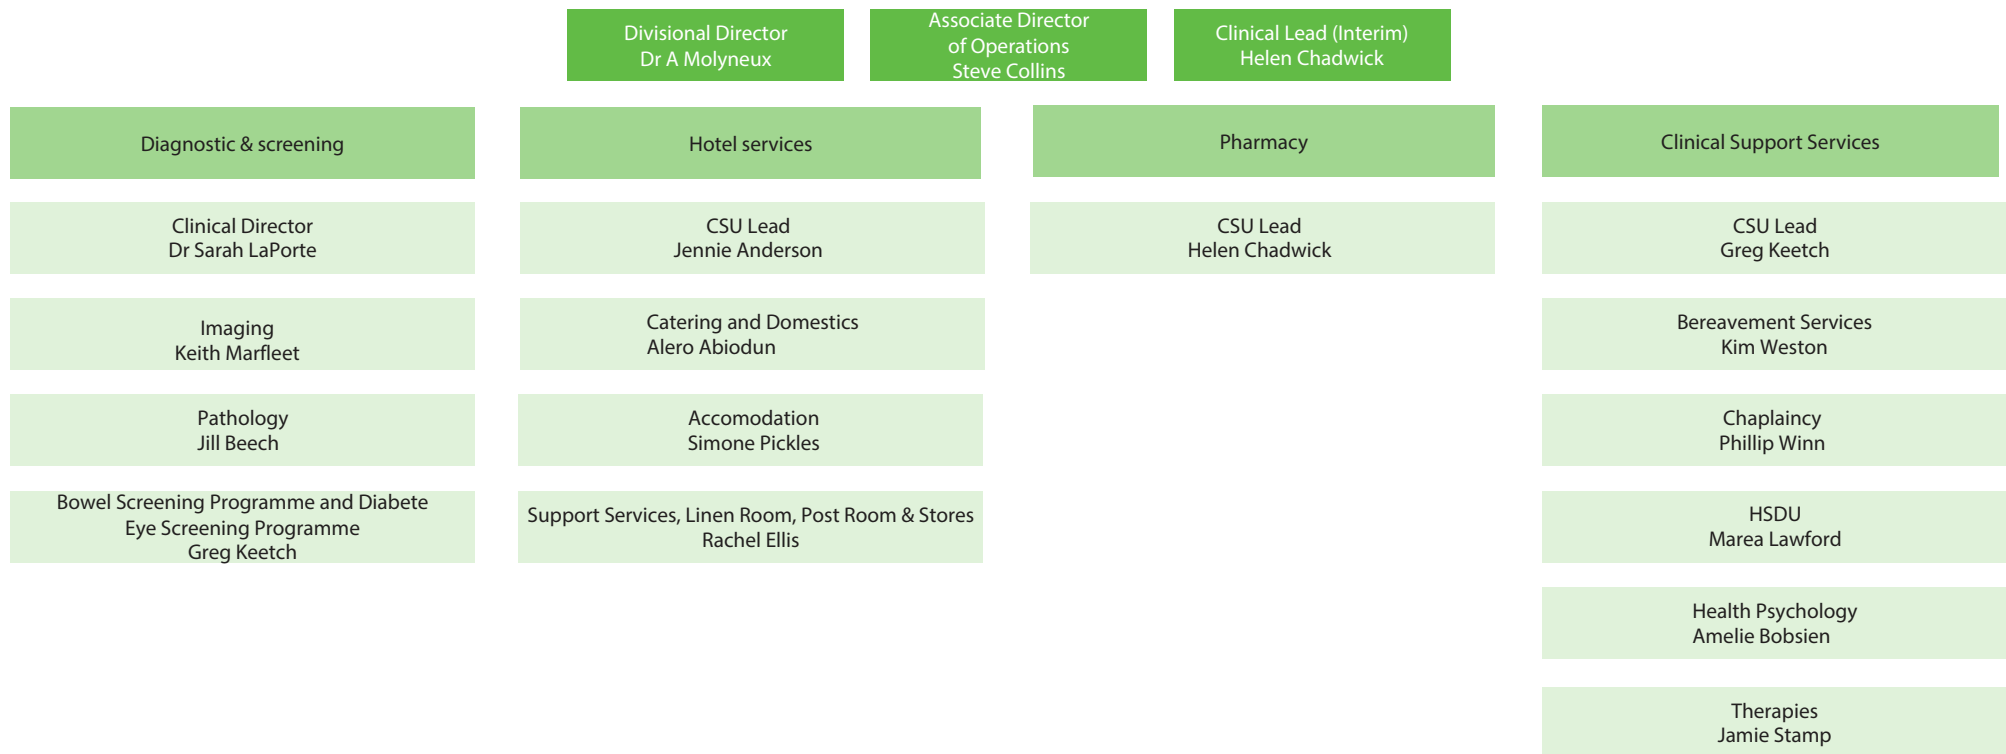 Divisional Director
Dr A Molyneux
Associate Director
of Operations
Steve Collins
Clinical Lead (Interim)
Helen Chadwick
Diagnostic & screening
Clinical Director
Dr Sarah LaPorte
Imaging
Keith Marfleet
Pathology
Jill Beech
Bowel Screening Programme and Diabete
Eye Screening Programme
Greg Keetch
Hotel services
CSU Lead
Jennie Anderson
Catering and Domestics
Alero Abiodun
Accomodation
Simone Pickles
Support Services, Linen Room, Post Room & Stores
Rachel Ellis
Pharmacy
CSU Lead
Helen Chadwick
Clinical Support Services
CSU Lead
Greg Keetch
Bereavement Services
Kim Weston
Chaplaincy
Phillip Winn
HSDU
Marea Lawford
Health Psychology
Amelie Bobsien
Therapies
Jamie Stamp